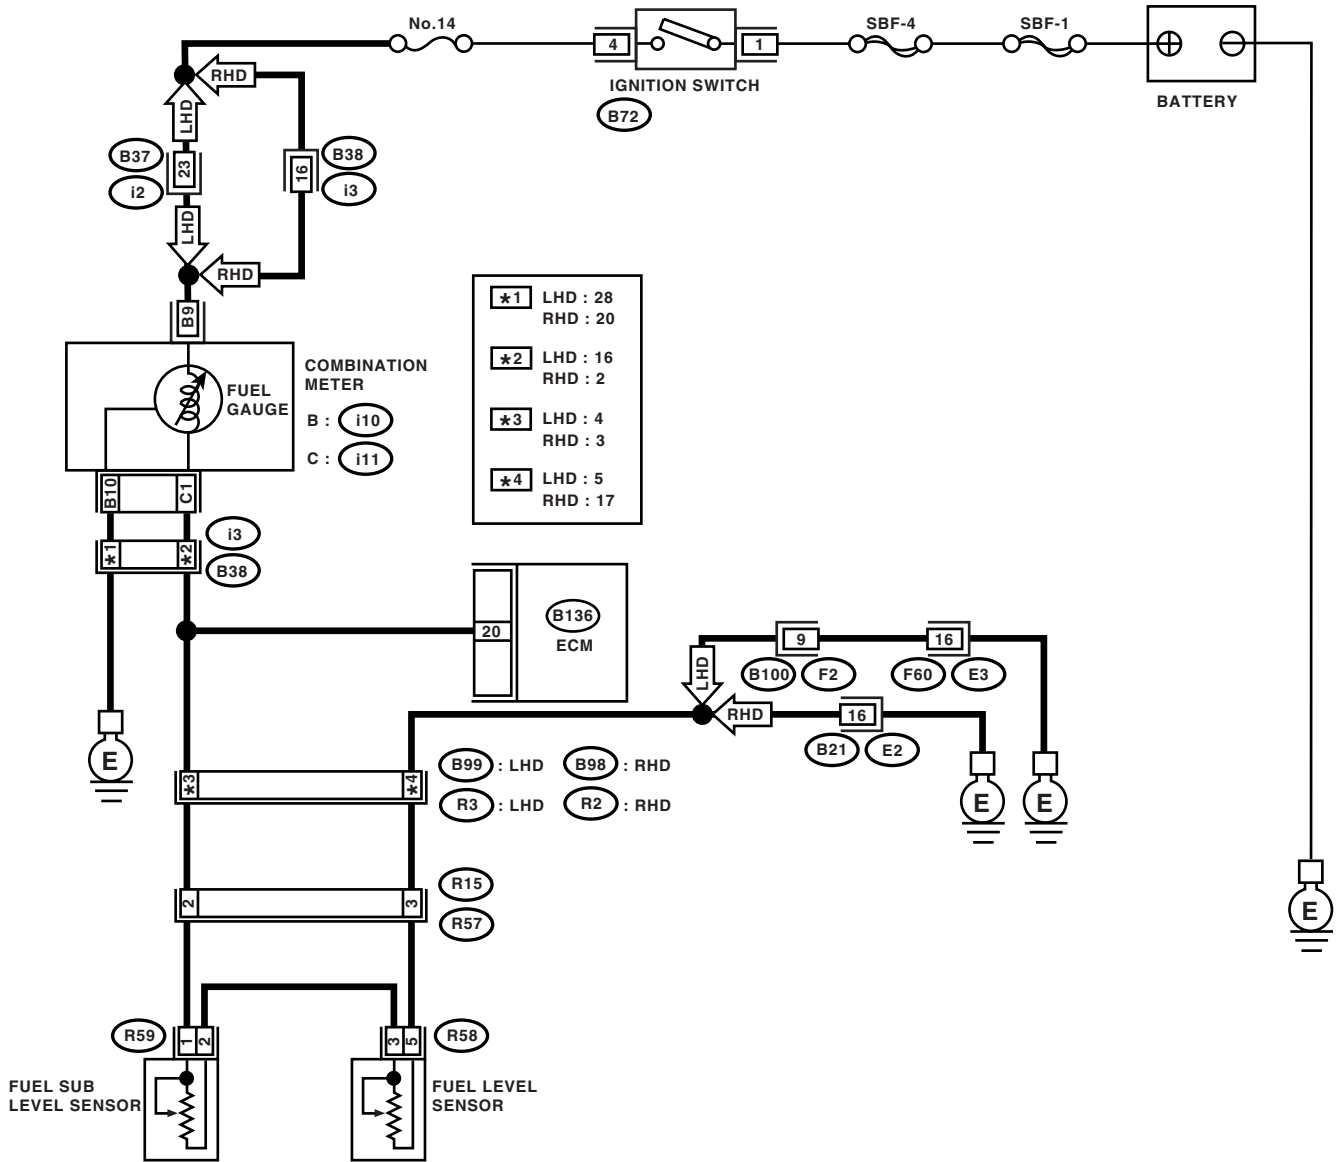 No.14
SBF-4
SBF-1
4
1
IGNITION SWITCH
B72
BATTERY
RHD
LHD
B37
i2
23
16
B38
i3
LHD
RHD
B9
FUEL
GAUGE
COMBINATION
METER
B : i10
C : i11
*1 LHD : 28
RHD : 20
*2 LHD : 16
RHD : 2
*3 LHD : 4
RHD : 3
*4 LHD : 5
RHD : 17
B10
C1
*1
*2
i3
B38
20
B136
ECM
LHD
9
16
B100
F2
F60
E3
RHD
16
B21
E2
E
E
E
E
*3
*4
B99 : LHD
B98 : RHD
R3 : LHD
R2 : RHD
2
3
R15
R57
R59
1
2
3
5
R58
FUEL SUB
LEVEL SENSOR
FUEL LEVEL
SENSOR